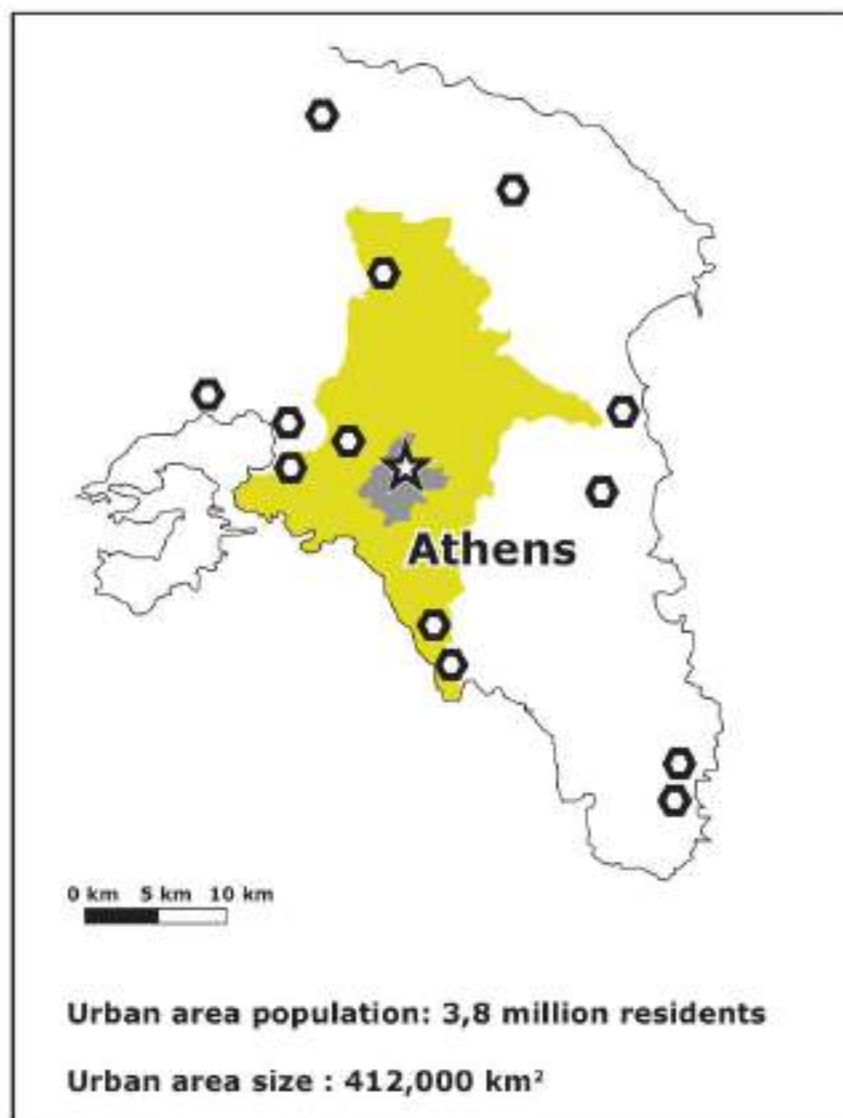 Athens
0 km 5 km 10 km
Urban area population: 3,8 million residents
Urban area size : 412,000 km²